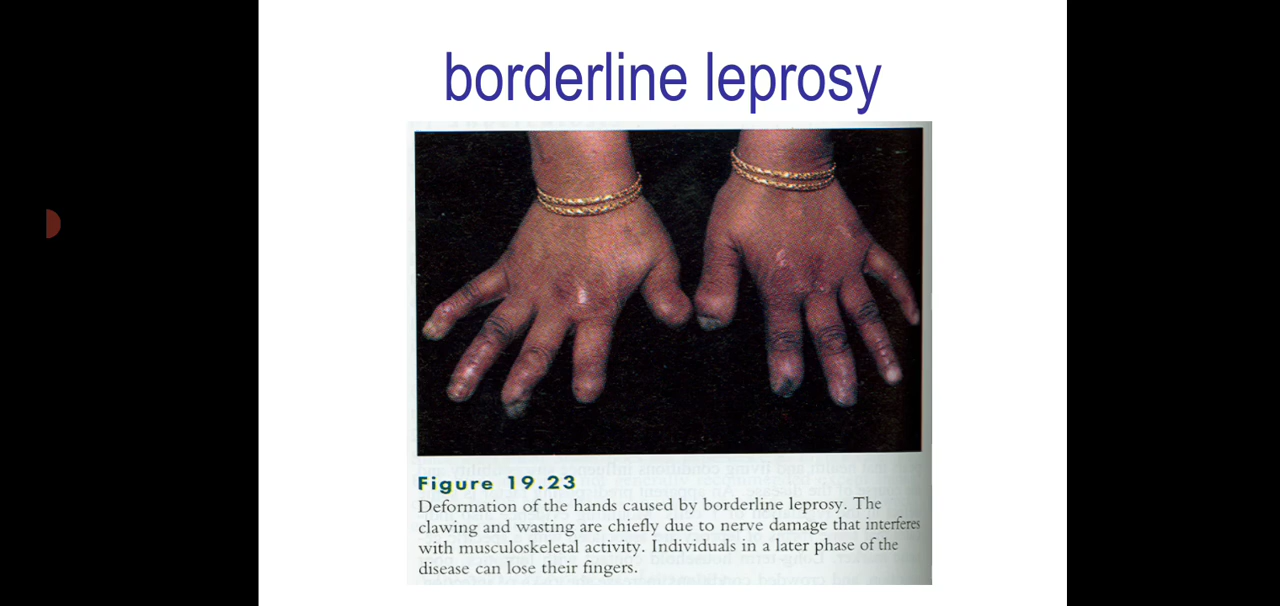 borderline leprosy
Figure 19.23
Deformation of the hands caused by borderline leprosy. The
clawing and wasting are chiefly due to nerve damage that interferes
with musculoskeletal activity. Individuals in a later phase of the
disease can lose their fingers.